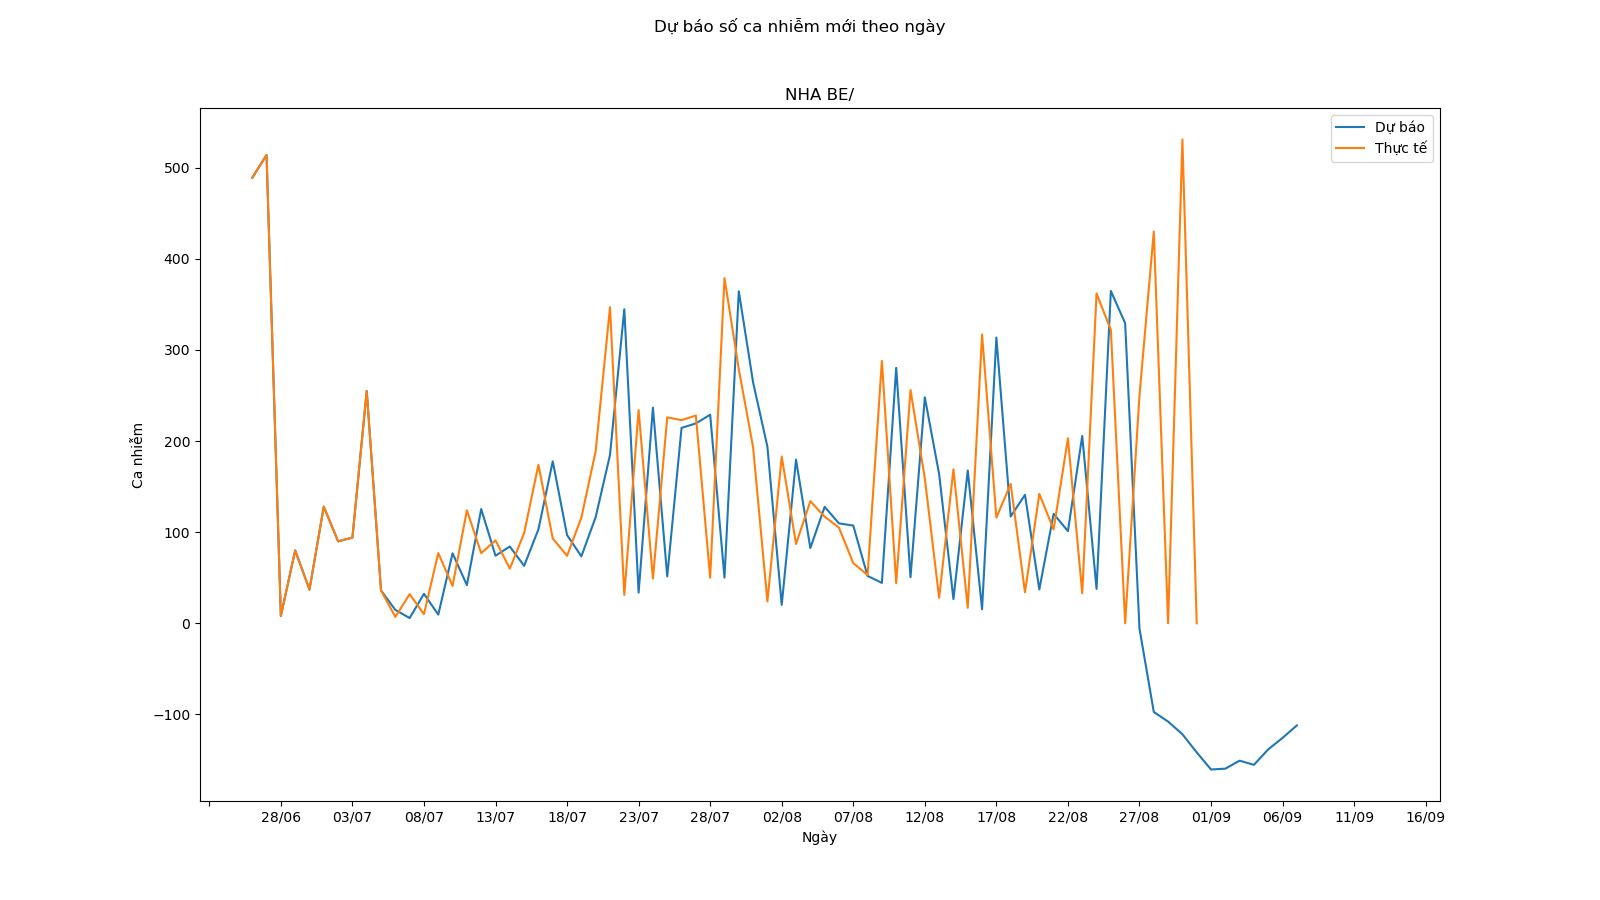 Dự báo số ca nhiễm mới theo ngày
NHA BE/
Dự báo
Thực tế
500
400
300
200
100
0
−100
Ca nhiễm
28/06 03/07 08/07 13/07 18/07 23/07 28/07 02/08 07/08 12/08 17/08 22/08 27/08 01/09 06/09 11/09 16/09
Ngày